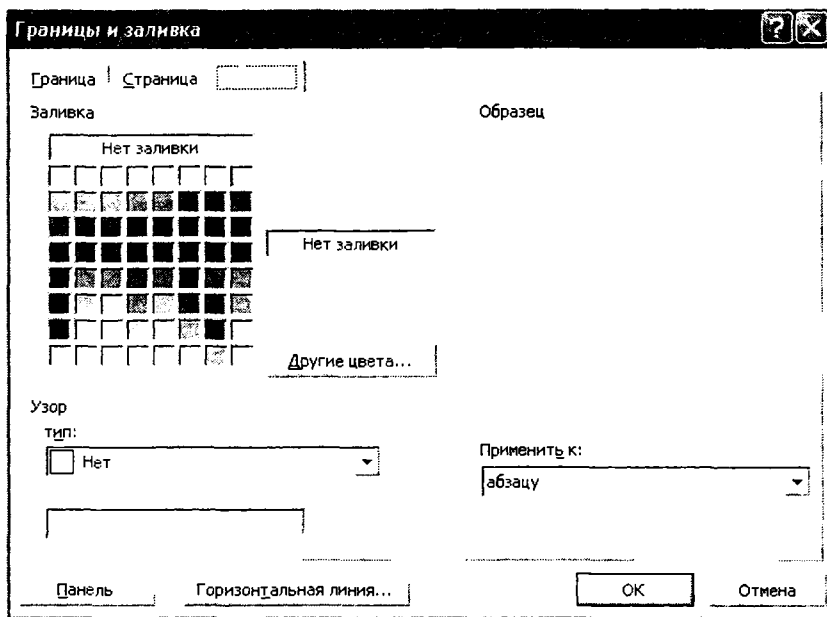 Границы и заливка
Граница Страница
Заливка
Образец
Нет заливки
Нет заливки
Другие цвета...
Узор
тип:
Нет
Применить к:
абзацу
Панель Горизонтальная линия... ОК Отмена